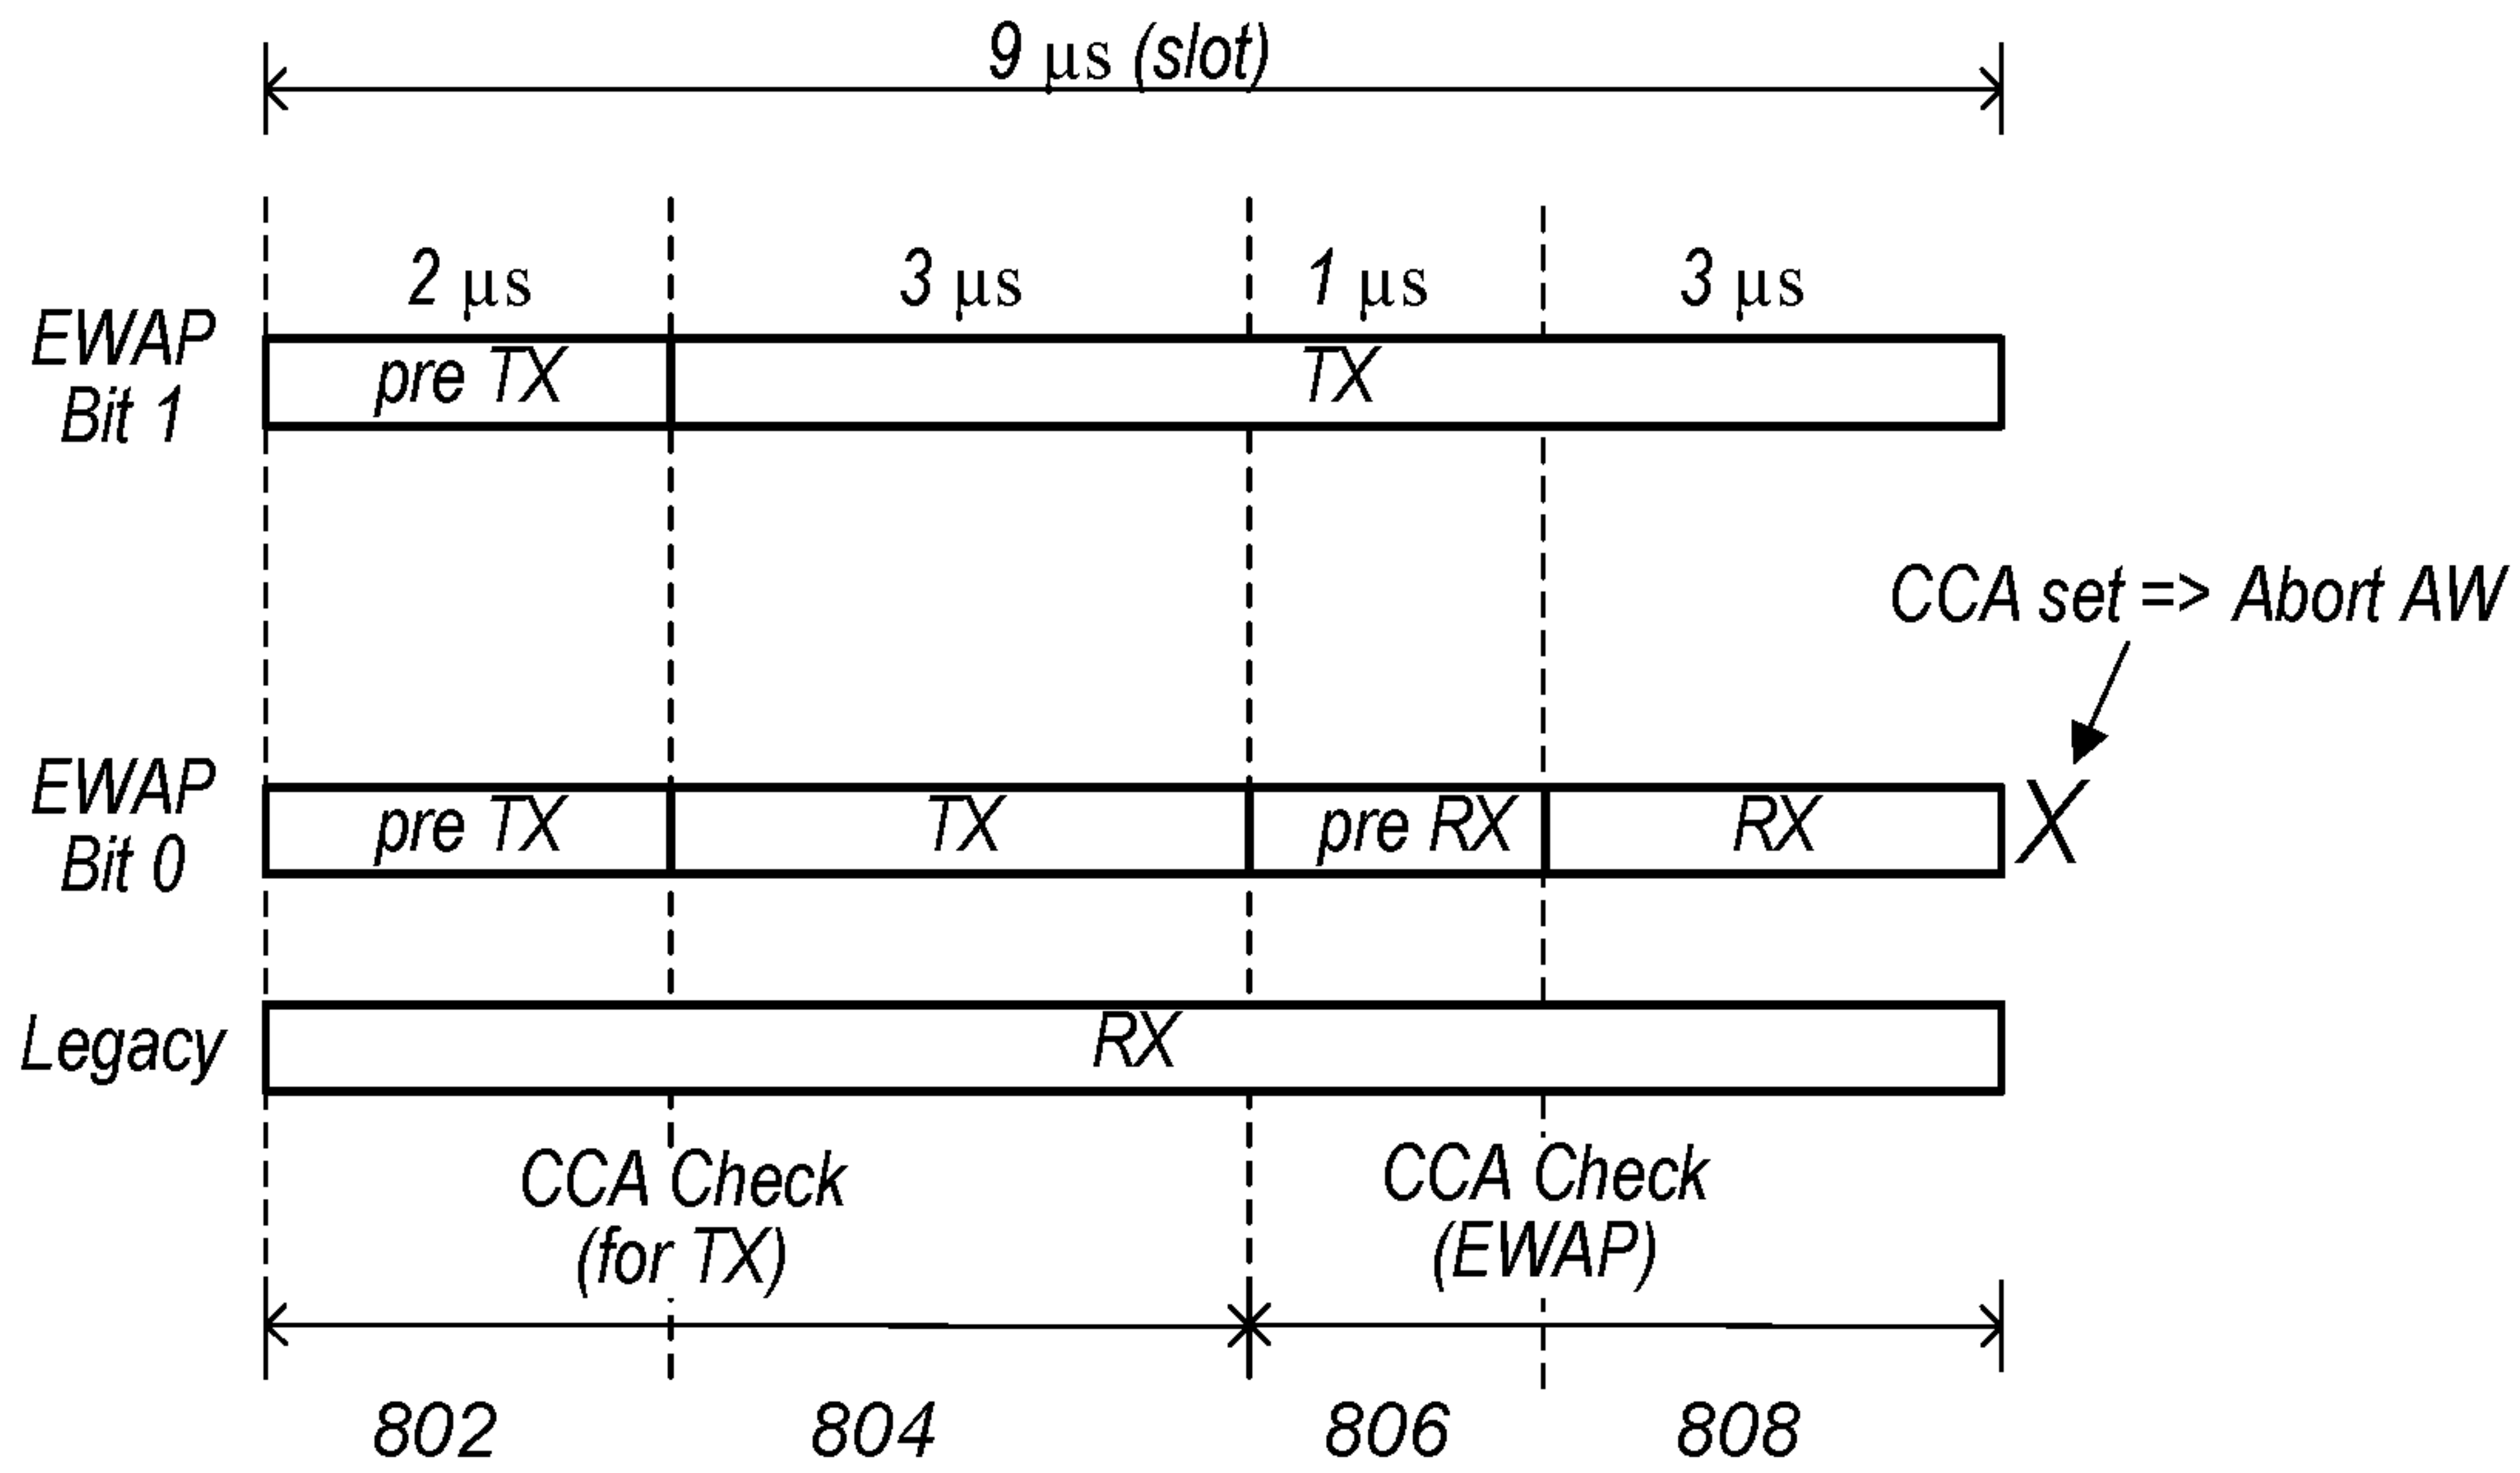 9 μs (slot)
2 μs 3 μs 1 μs 3 μs
EWAP
Bit 1
pre TX TX
CCA set => Abort AW
EWAP
Bit 0
pre TX TX pre RX RX X
Legacy RX
CCA Check
(for TX)
CCA Check
(EWAP)
802 804 806 808